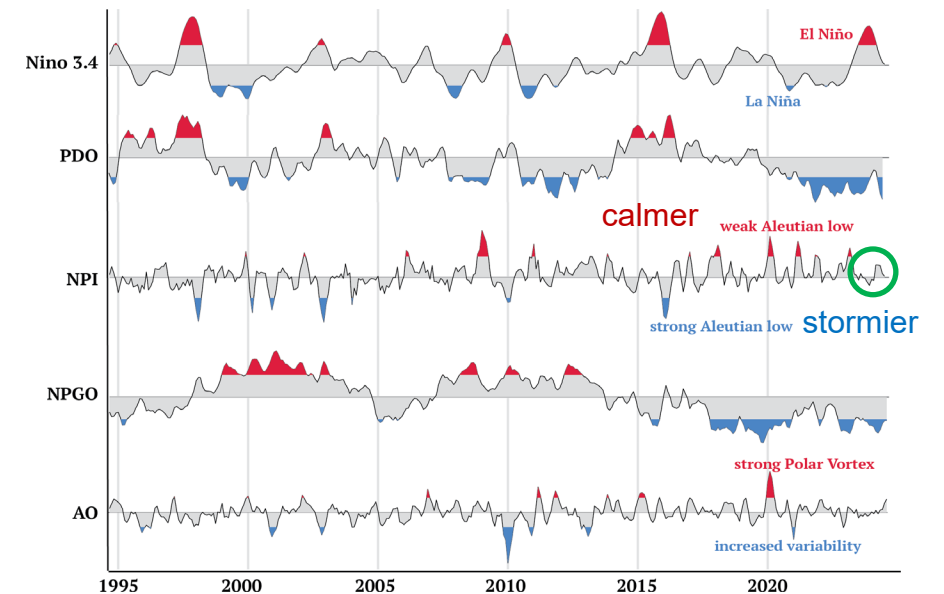 El Niño
Nino 3.4
La Niña
PDO
calmer
weak Aleutian low
NPI
strong Aleutian low
stormier
NPGO
strong Polar Vortex
AO
increased variability
1995 2000 2005 2010 2015 2020